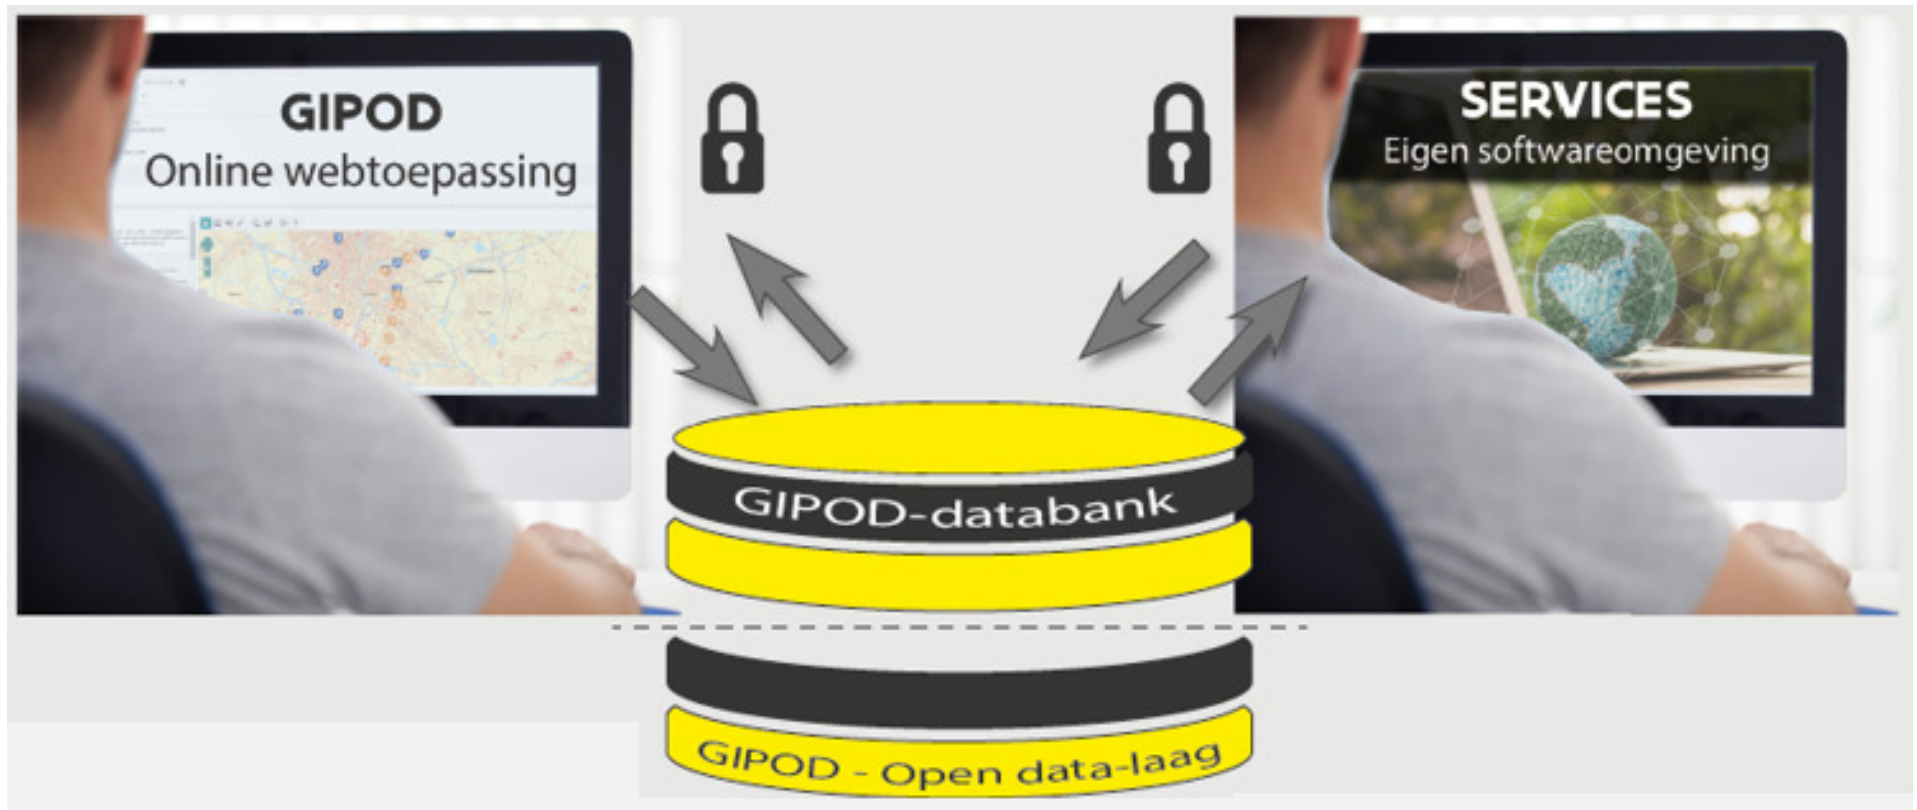 GIPOD
Online webtoepassing
SERVICES
Eigen softwareomgeving
GIPOD-databank
GIPOD - Open data-laag